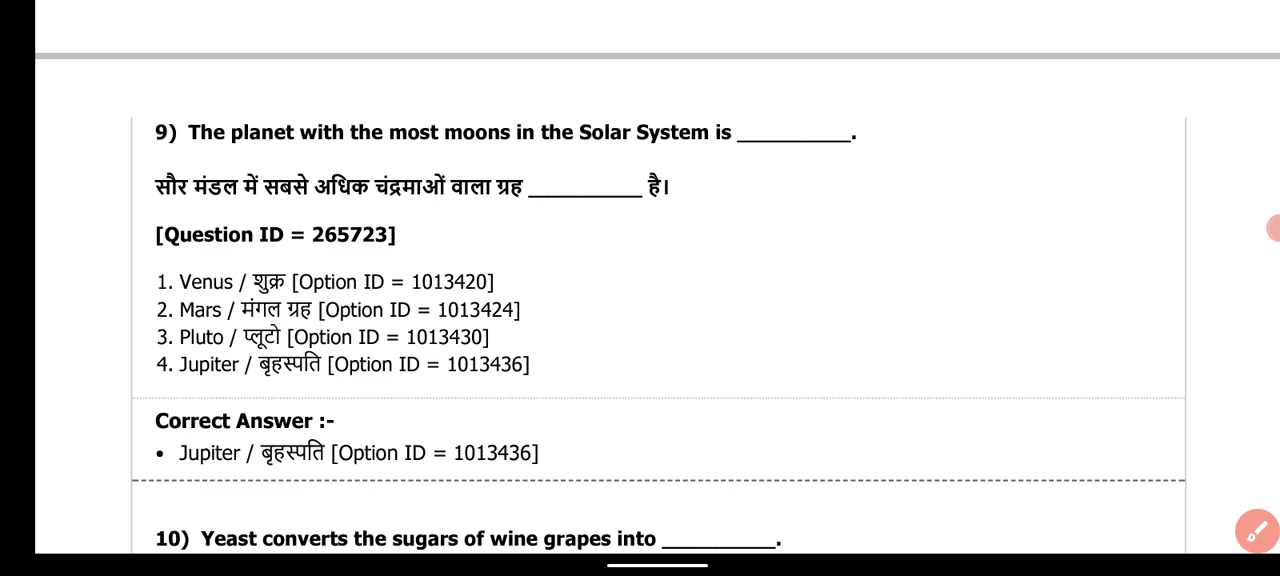 9) The planet with the most moons in the Solar System is __________.
सौर मंडल में सबसे अधिक चंद्रमाओं वाला ग्रह __________ है।
[Question ID = 265723]
1. Venus / शुक्र [Option ID = 1013420]
2. Mars / मंगल ग्रह [Option ID = 1013424]
3. Pluto / प्लूटो [Option ID = 1013430]
4. Jupiter / बृहस्पति [Option ID = 1013436]
Correct Answer :-
• Jupiter / बृहस्पति [Option ID = 1013436]
10) Yeast converts the sugars of wine grapes into __________.